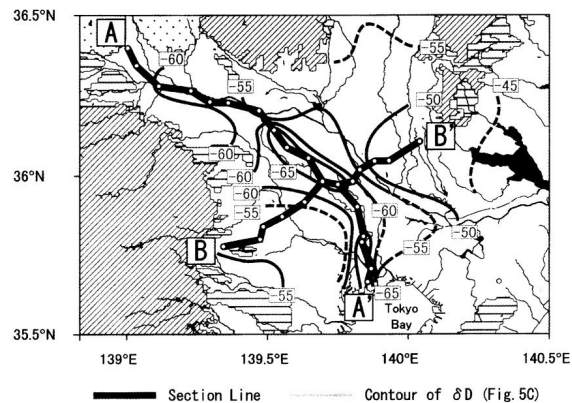 36.5°N
36°N
35.5°N
139°E
139.5°E
140°E
140.5°E
A
-60
-55
-55
-45
-50
B'
-60
-60
-65
-60
-55
-60
-50
-55
B
-55
-65
A'
Tokyo
Bay
Section Line
Contour of δD (Fig. 5C)